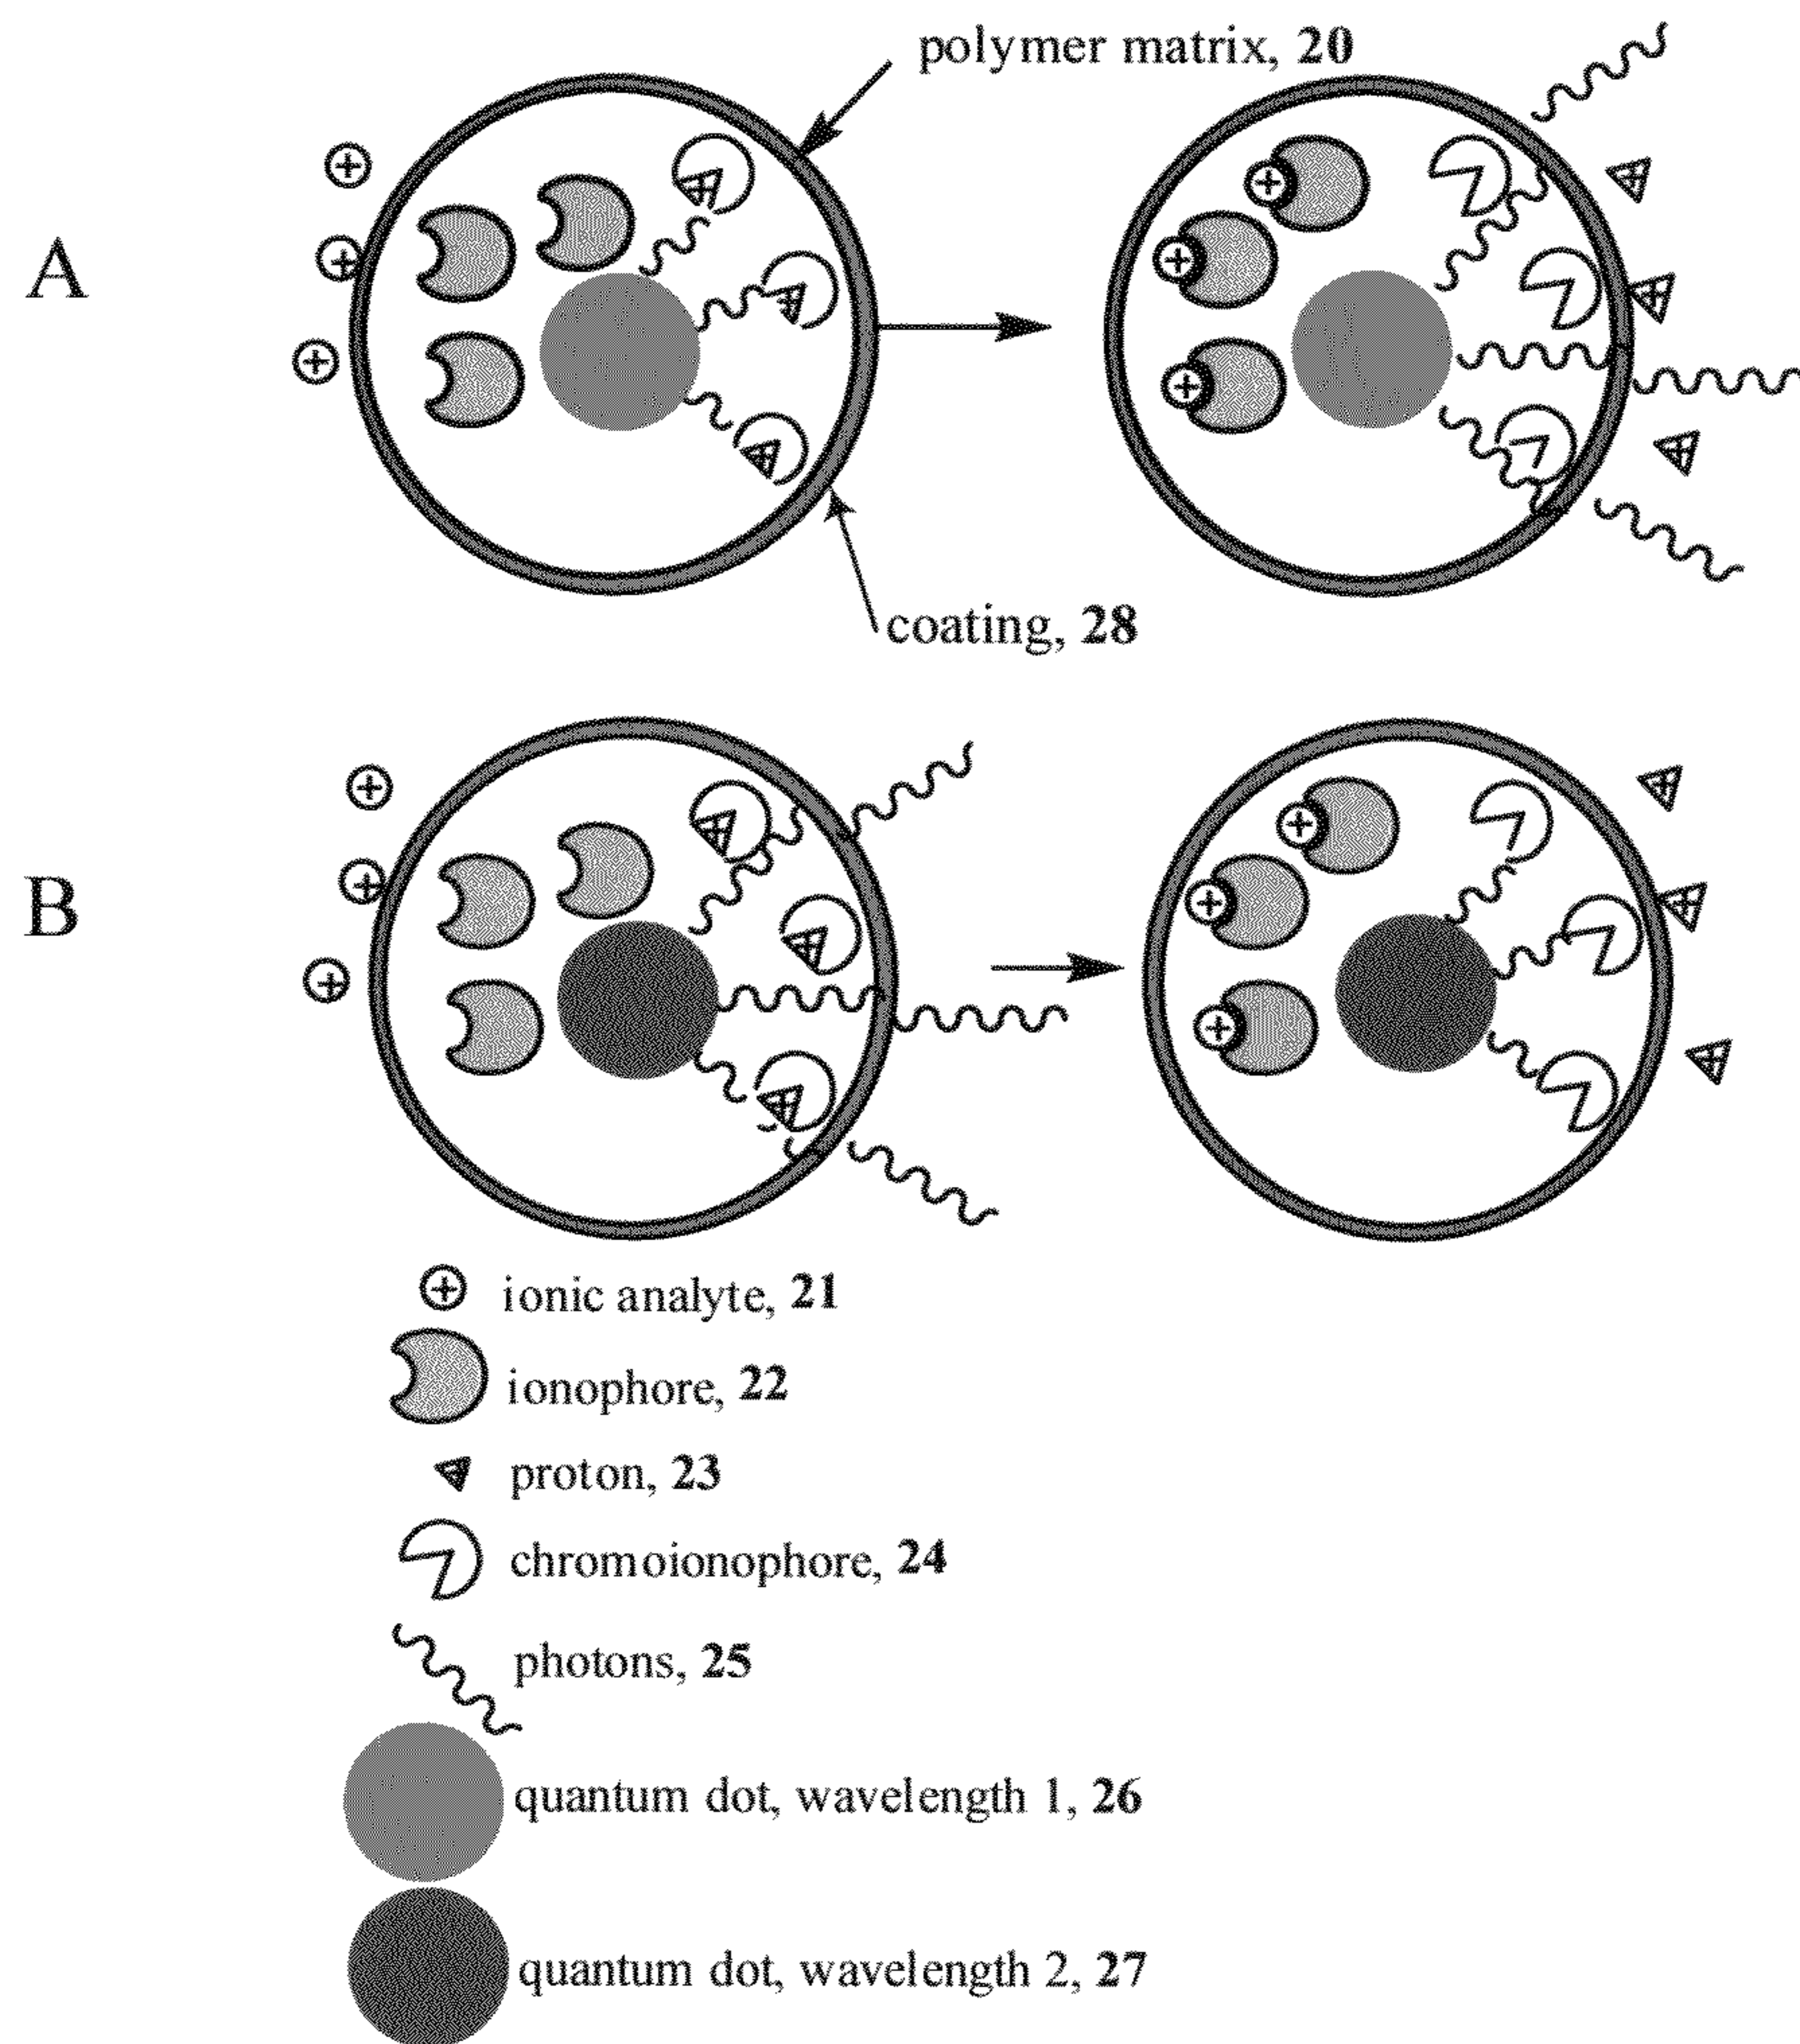 polymer matrix, 20
A
coating, 28
B
ionic analyte, 21
ionophore, 22
proton, 23
chromoionophore, 24
photons, 25
quantum dot, wavelength 1, 26
quantum dot, wavelength 2, 27